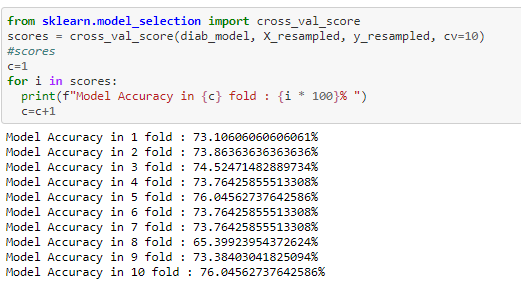 from sklearn.model_selection import cross_val_score
scores = cross_val_score(diab_model, X_resampled, y_resampled, cv=10)
#scores
c=1
for i in scores:
  print(f"Model Accuracy in {c} fold : {i * 100}% ")
  c=c+1
Model Accuracy in 1 fold : 73.10606060606061%
Model Accuracy in 2 fold : 73.86363636363636%
Model Accuracy in 3 fold : 74.52471482889734%
Model Accuracy in 4 fold : 73.76425855513308%
Model Accuracy in 5 fold : 76.04562737642586%
Model Accuracy in 6 fold : 73.76425855513308%
Model Accuracy in 7 fold : 73.76425855513308%
Model Accuracy in 8 fold : 65.39923954372624%
Model Accuracy in 9 fold : 73.38403041825094%
Model Accuracy in 10 fold : 76.04562737642586%